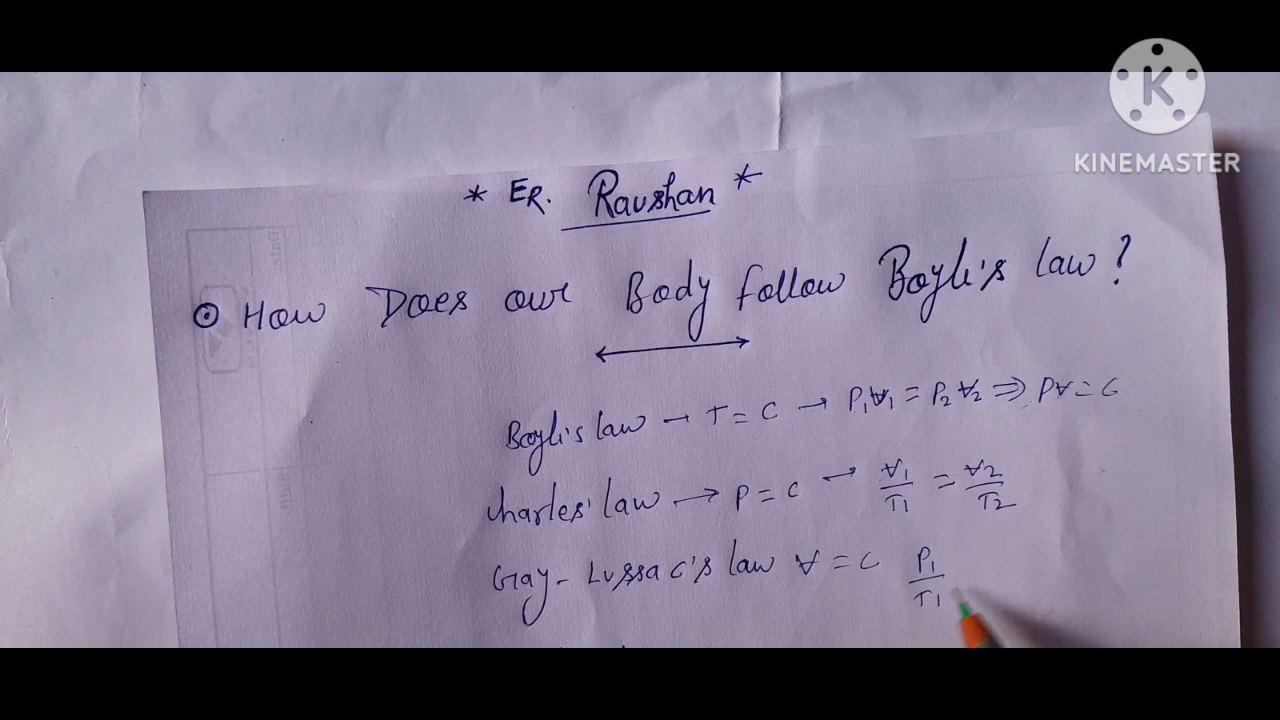 KINEMASTER
* ER. Raushan *
⊙ How Does our Body follow Boyle's law?
Boyle's law → T = C → P₁V₁ = P₂V₂ ⇒ PV = C
Charles' law → P = C → V₁/T₁ = V₂/T₂
Gray-Lussac's law V = C P₁/T₁